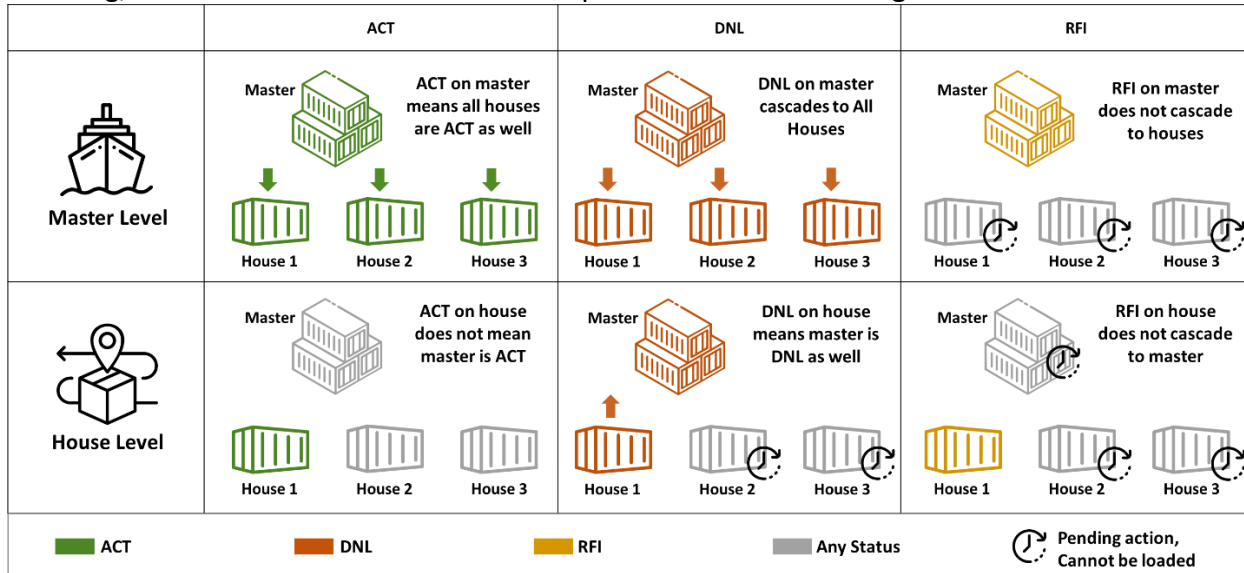 ACT
DNL
RFI
Master Level
Master
ACT on master
means all houses
are ACT as well
House 1
House 2
House 3
Master
DNL on master
cascades to All
Houses
House 1
House 2
House 3
Master
RFI on master
does not cascade
to houses
House 1
House 2
House 3
House Level
Master
ACT on house
does not mean
master is ACT
House 1
House 2
House 3
Master
DNL on house
means master is
DNL as well
House 1
House 2
House 3
Master
RFI on house
does not cascade
to master
House 1
House 2
House 3
ACT
DNL
RFI
Any Status
Pending action,
Cannot be loaded